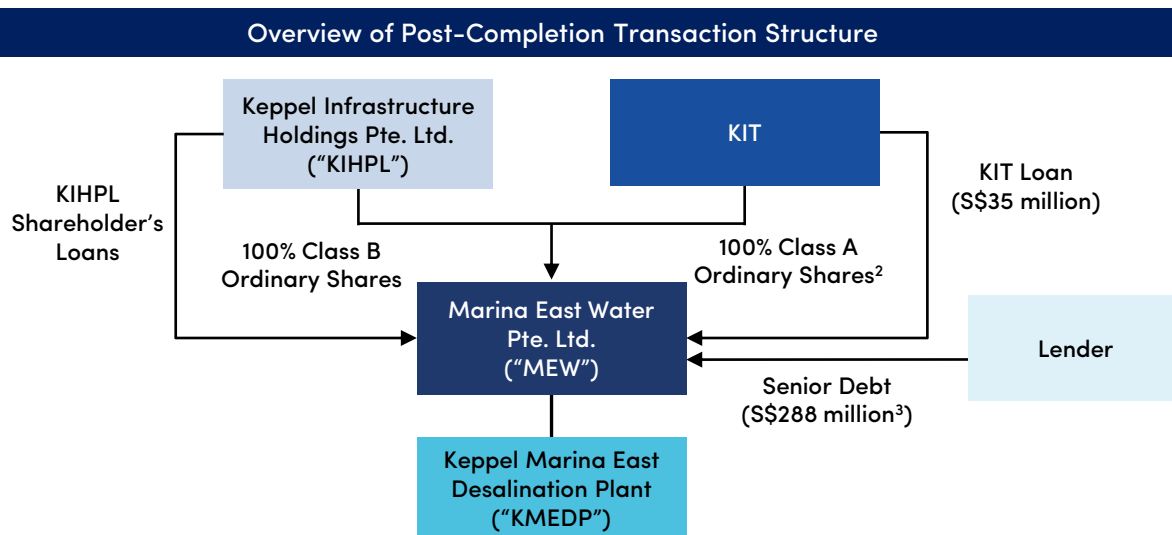 Overview of Post-Completion Transaction Structure
Keppel Infrastructure
Holdings Pte. Ltd.
(“KIHPL”)
KIT
KIHPL
Shareholder’s
Loans
KIT Loan
(S$35 million)
100% Class B
Ordinary Shares
100% Class A
Ordinary Shares²
Marina East Water
Pte. Ltd.
(“MEW”)
Lender
Senior Debt
(S$288 million³)
Keppel Marina East
Desalination Plant
(“KMEDP”)